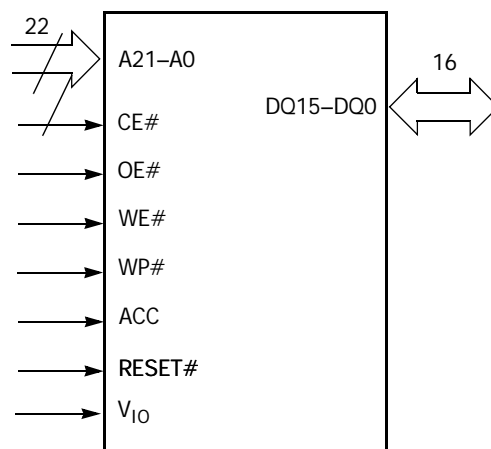 22
A21–A0
16
DQ15–DQ0
CE#
OE#
WE#
WP#
ACC
RESET#
VIO